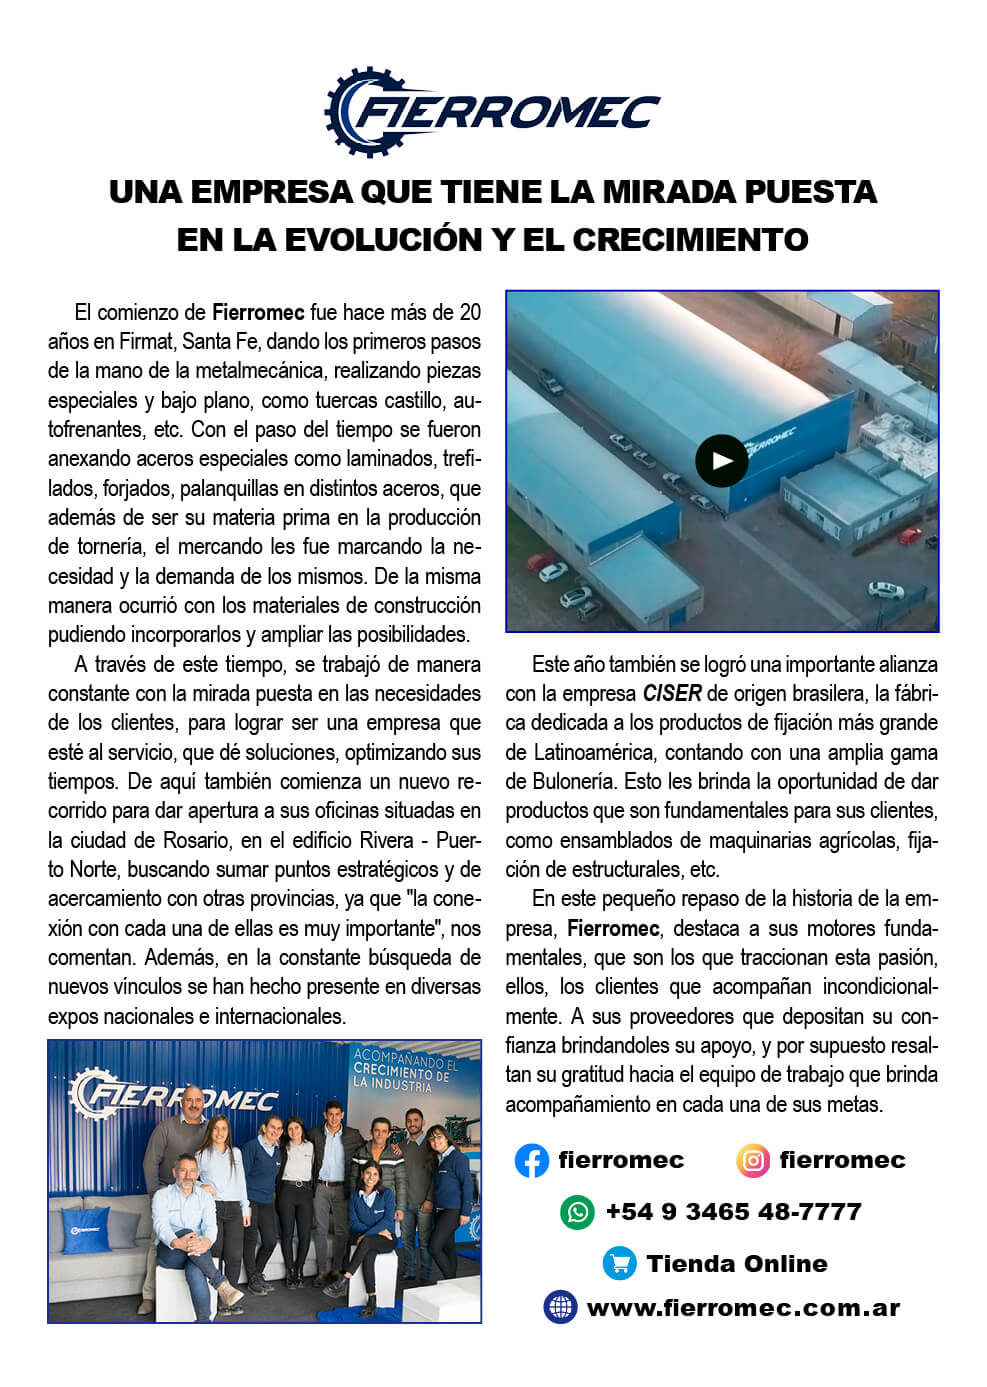 FIERROMEC
UNA EMPRESA QUE TIENE LA MIRADA PUESTA
EN LA EVOLUCIÓN Y EL CRECIMIENTO
El comienzo de Fierromec fue hace más de 20
años en Firmat, Santa Fe, dando los primeros pasos
de la mano de la metalmecánica, realizando piezas
especiales y bajo plano, como tuercas castillo, au-
tofrenantes, etc. Con el paso del tiempo se fueron
anexando aceros especiales como laminados, trefi-
lados, forjados, palanquillas en distintos aceros, que
además de ser su materia prima en la producción
de tornería, el mercando les fue marcando la ne-
cesidad y la demanda de los mismos. De la misma
manera ocurrió con los materiales de construcción
pudiendo incorporarlos y ampliar las posibilidades.
A través de este tiempo, se trabajó de manera
constante con la mirada puesta en las necesidades
de los clientes, para lograr ser una empresa que
esté al servicio, que dé soluciones, optimizando sus
tiempos. De aquí también comienza un nuevo re-
corrido para dar apertura a sus oficinas situadas en
la ciudad de Rosario, en el edificio Rivera - Puer-
to Norte, buscando sumar puntos estratégicos y de
acercamiento con otras provincias, ya que "la cone-
xión con cada una de ellas es muy importante", nos
comentan. Además, en la constante búsqueda de
nuevos vínculos se han hecho presente en diversas
expos nacionales e internacionales.
ACOMPAÑANDO EL
CRECIMIENTO DE
LA INDUSTRIA
FIERROMEC
FIERROMEC
FIERROMEC
Este año también se logró una importante alianza
con la empresa CISER de origen brasilera, la fábri-
ca dedicada a los productos de fijación más grande
de Latinoamérica, contando con una amplia gama
de Bulonería. Esto les brinda la oportunidad de dar
productos que son fundamentales para sus clientes,
como ensamblados de maquinarias agrícolas, fija-
ción de estructurales, etc.
En este pequeño repaso de la historia de la em-
presa, Fierromec, destaca a sus motores funda-
mentales, que son los que traccionan esta pasión,
ellos, los clientes que acompañan incondicional-
mente. A sus proveedores que depositan su con-
fianza brindandoles su apoyo, y por supuesto resal-
tan su gratitud hacia el equipo de trabajo que brinda
acompañamiento en cada una de sus metas.
fierromec fierromec
+54 9 3465 48-7777
Tienda Online
www.fierromec.com.ar